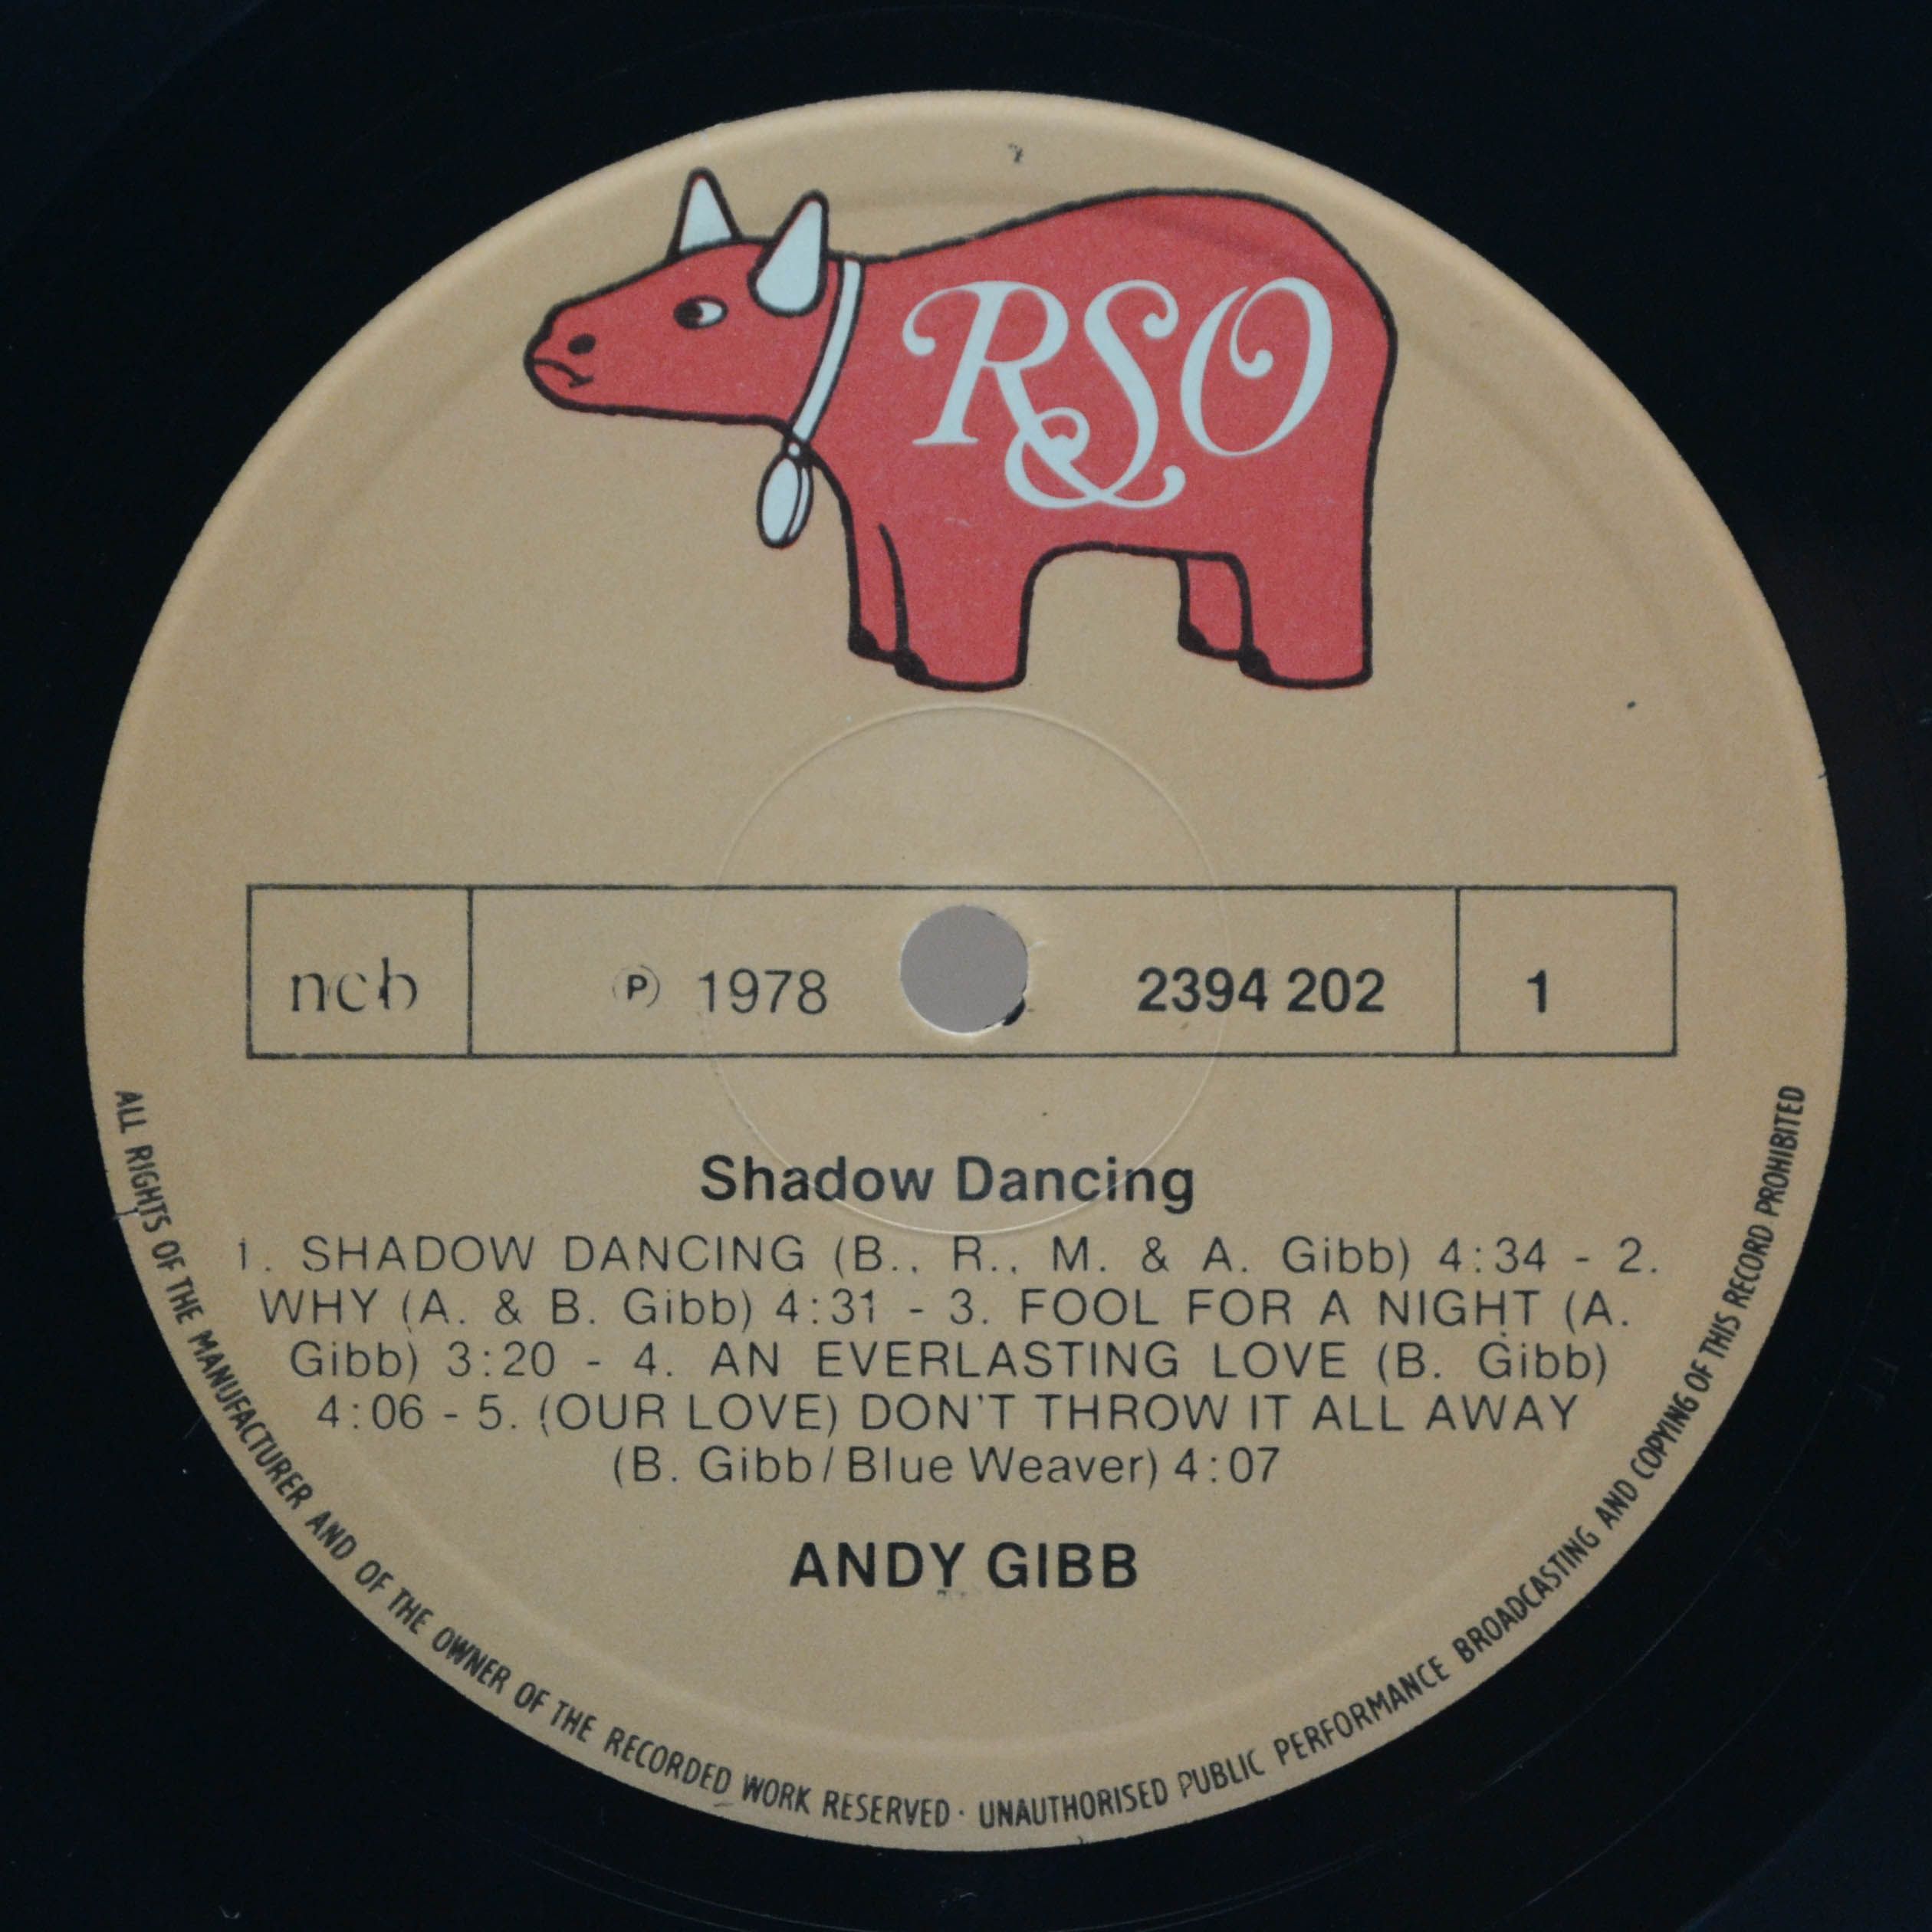 RSO
ncb
℗ 1978
2394 202
1
Shadow Dancing
1. SHADOW DANCING (B., R., M. & A. Gibb) 4:34 - 2.
WHY (A. & B. Gibb) 4:31 - 3. FOOL FOR A NIGHT (A.
Gibb) 3:20 - 4. AN EVERLASTING LOVE (B. Gibb)
4:06 - 5. (OUR LOVE) DON'T THROW IT ALL AWAY
(B. Gibb/Blue Weaver) 4:07
ANDY GIBB
ALL RIGHTS OF THE MANUFACTURER AND OF THE OWNER OF THE RECORDED WORK RESERVED · UNAUTHORISED PUBLIC PERFORMANCE BROADCASTING AND COPYING OF THIS RECORD PROHIBITED